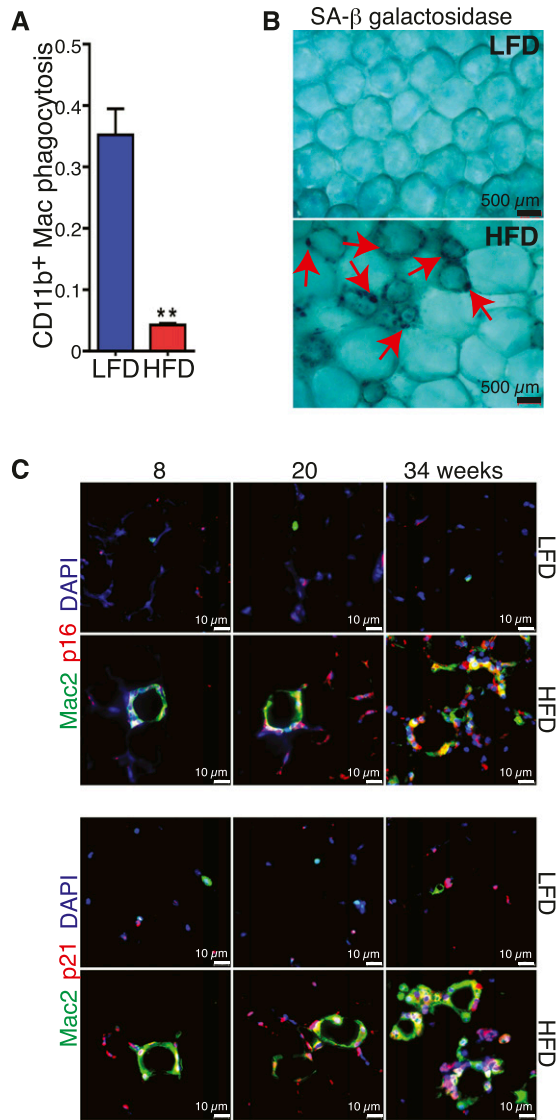 A
CD11b+ Mac phagocytosis
0.5
0.4
0.3
0.2
0.1
0
**
LFD HFD
B SA-β galactosidase
LFD
500 µm
HFD
500 µm
C
8 20 34 weeks
Mac2 p16 DAPI
LFD
10 µm 10 µm 10 µm
HFD
10 µm 10 µm 10 µm
Mac2 p21 DAPI
LFD
10 µm 10 µm 10 µm
HFD
10 µm 10 µm 10 µm